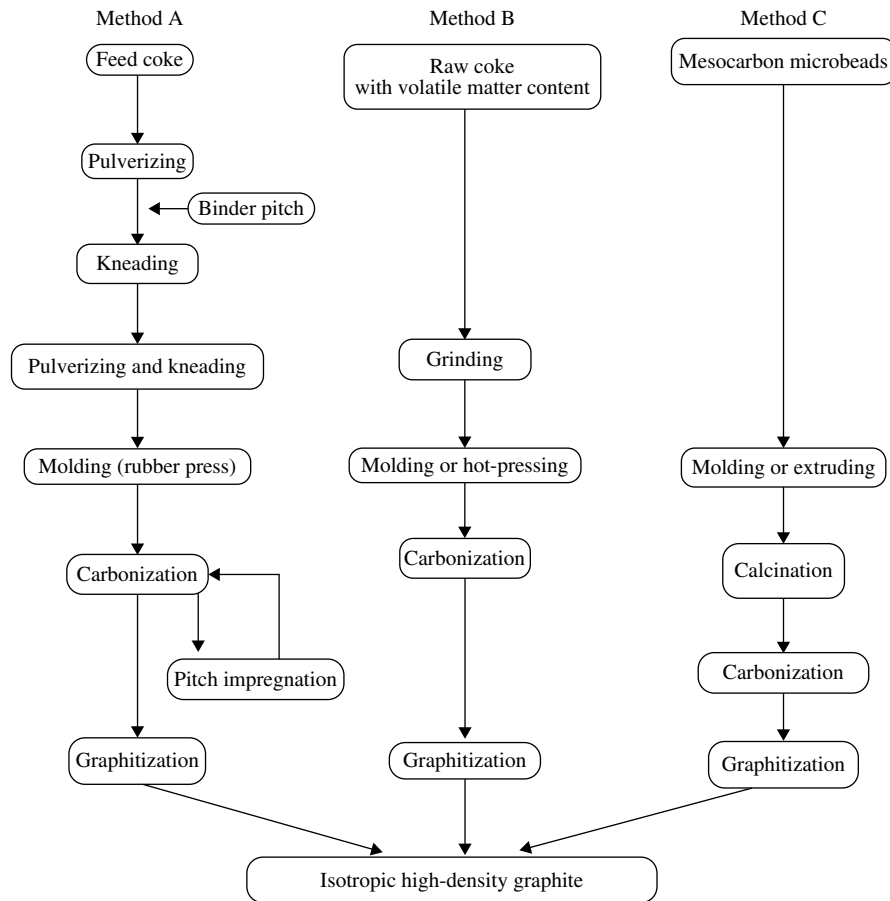 Method A
Method B
Method C
Feed coke
Raw coke
with volatile matter content
Mesocarbon microbeads
Pulverizing
Binder pitch
Kneading
Pulverizing and kneading
Grinding
Molding (rubber press)
Molding or hot-pressing
Molding or extruding
Carbonization
Carbonization
Calcination
Pitch impregnation
Carbonization
Graphitization
Graphitization
Graphitization
Isotropic high-density graphite